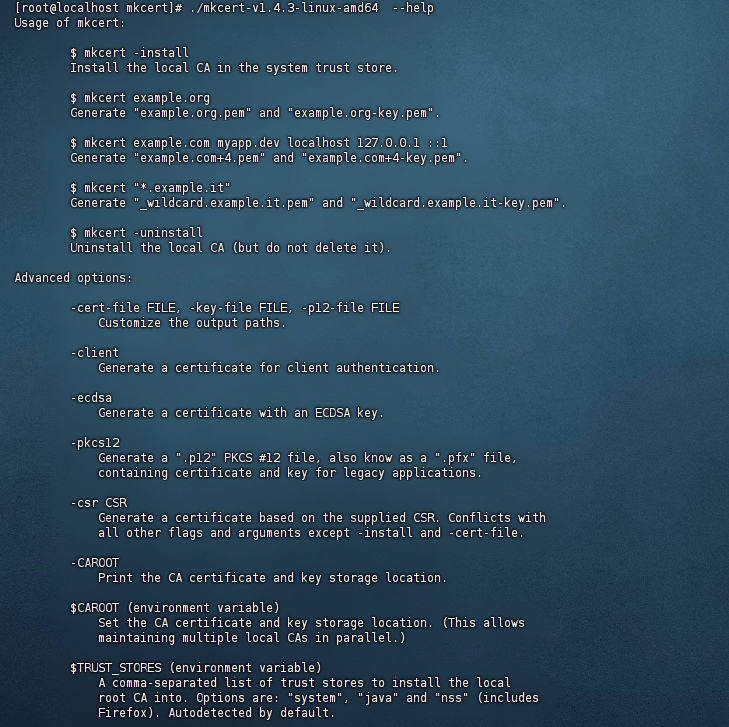 [root@localhost mkcert]# ./mkcert-v1.4.3-linux-amd64  --help
Usage of mkcert:

        $ mkcert -install
        Install the local CA in the system trust store.

        $ mkcert example.org
        Generate "example.org.pem" and "example.org-key.pem".

        $ mkcert example.com myapp.dev localhost 127.0.0.1 ::1
        Generate "example.com+4.pem" and "example.com+4-key.pem".

        $ mkcert "*.example.it"
        Generate "_wildcard.example.it.pem" and "_wildcard.example.it-key.pem".

        $ mkcert -uninstall
        Uninstall the local CA (but do not delete it).

Advanced options:

        -cert-file FILE, -key-file FILE, -p12-file FILE
            Customize the output paths.

        -client
            Generate a certificate for client authentication.

        -ecdsa
            Generate a certificate with an ECDSA key.

        -pkcs12
            Generate a ".p12" PKCS #12 file, also know as a ".pfx" file,
            containing certificate and key for legacy applications.

        -csr CSR
            Generate a certificate based on the supplied CSR. Conflicts with
            all other flags and arguments except -install and -cert-file.

        -CAROOT
            Print the CA certificate and key storage location.

        $CAROOT (environment variable)
            Set the CA certificate and key storage location. (This allows
            maintaining multiple local CAs in parallel.)

        $TRUST_STORES (environment variable)
            A comma-separated list of trust stores to install the local
            root CA into. Options are: "system", "java" and "nss" (includes
            Firefox). Autodetected by default.